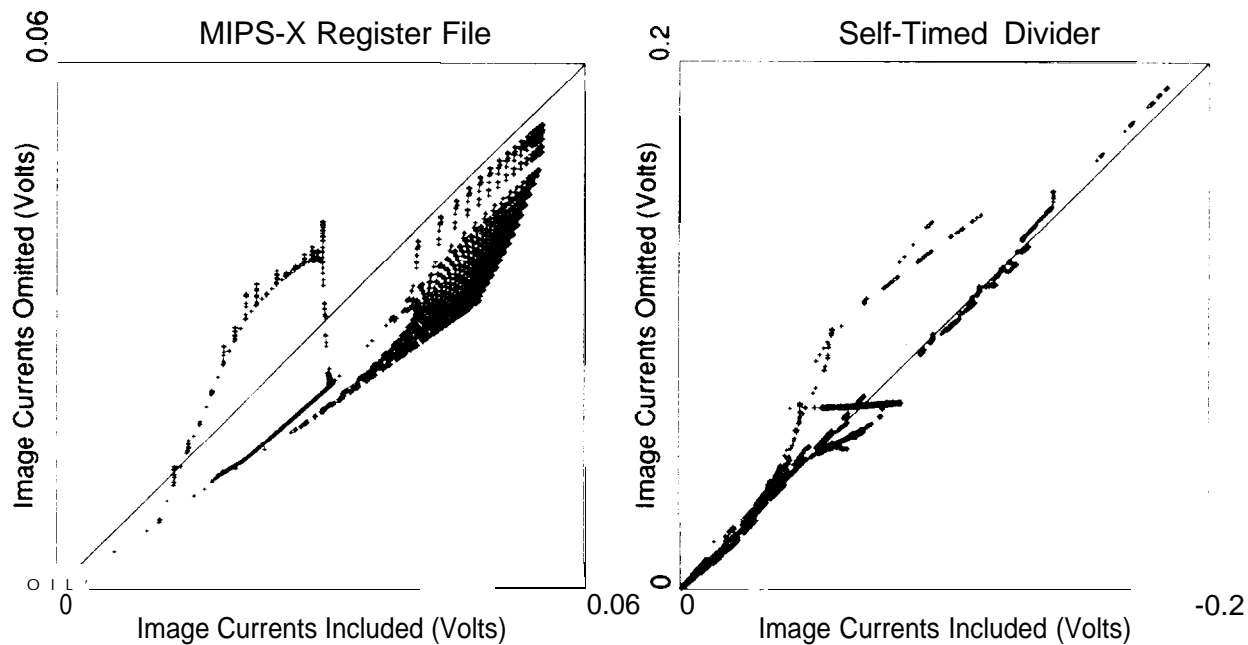 MIPS-X Register File
0.06
Image Currents Omitted (Volts)
O I L '
0
0.06
Image Currents Included (Volts)
Self-Timed Divider
0.2
Image Currents Omitted (Volts)
0
0
-0.2
Image Currents Included (Volts)